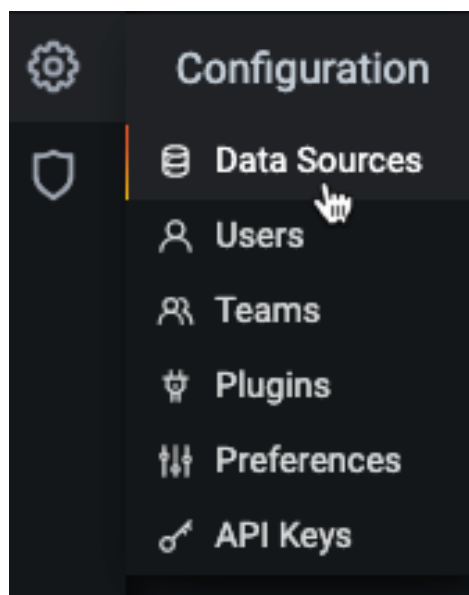 Configuration
Data Sources
Users
Teams
Plugins
Preferences
API Keys